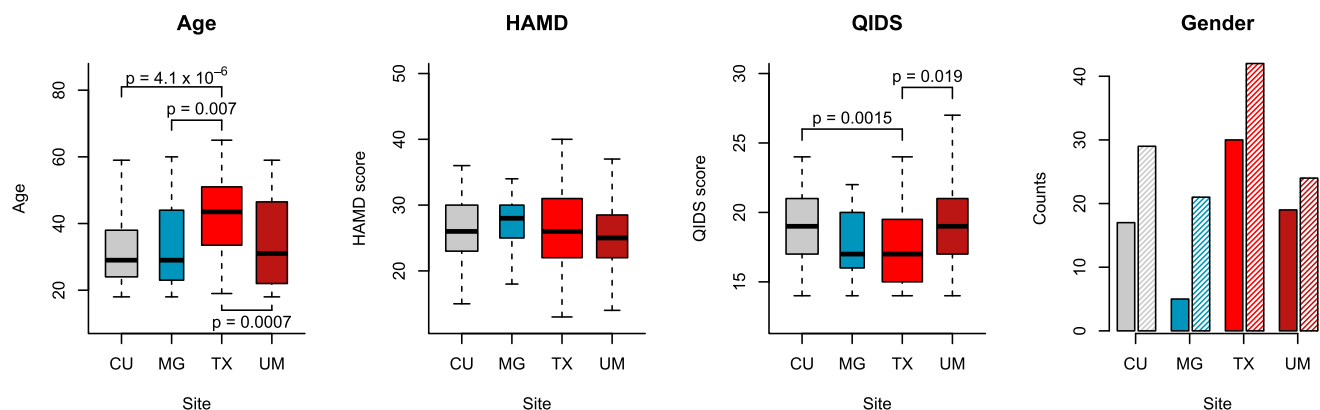 Age
HAMD
QIDS
Gender
p = 4.1 x 10⁻⁶
p = 0.007
p = 0.0007
80
60
40
20
Age
CU MG TX UM
Site
50
40
30
20
HAMD score
CU MG TX UM
Site
p = 0.019
p = 0.0015
30
25
20
15
QIDS score
CU MG TX UM
Site
40
30
20
10
0
Counts
CU MG TX UM
Site